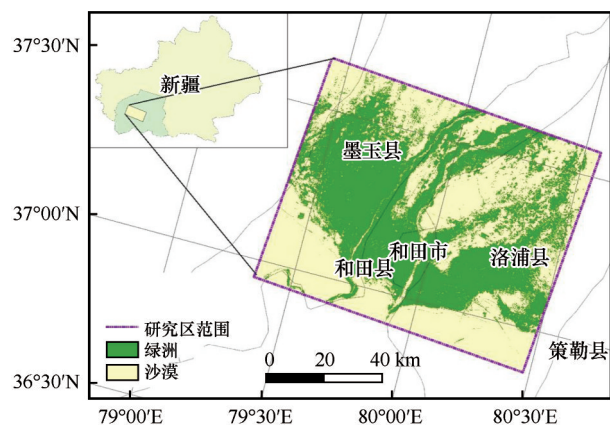 37°30′N
37°00′N
36°30′N
新疆
墨玉县
和田市
和田县
洛浦县
策勒县
研究区范围
绿洲
沙漠
0 20 40 km
79°00′E 79°30′E 80°00′E 80°30′E